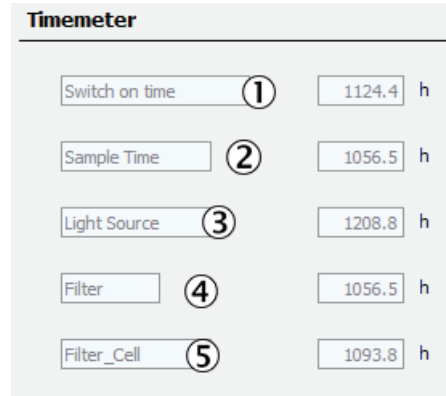 Timemeter
Switch on time ① 1124.4 h
Sample Time ② 1056.5 h
Light Source ③ 1208.8 h
Filter ④ 1056.5 h
Filter_Cell ⑤ 1093.8 h